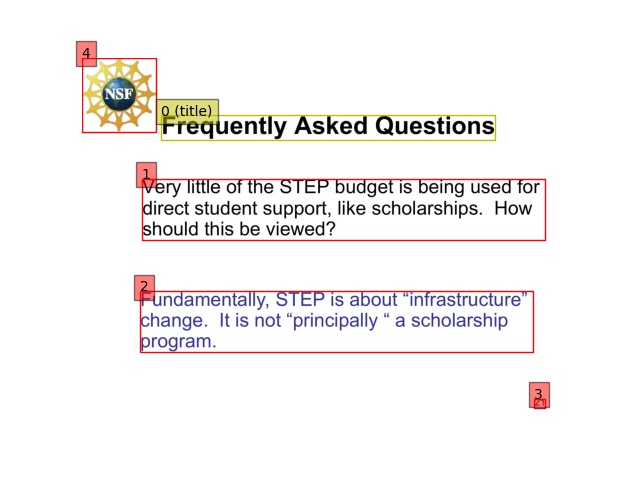 4
NSF
0 (title)
Frequently Asked Questions
1
Very little of the STEP budget is being used for
direct student support, like scholarships.  How
should this be viewed?
2
Fundamentally, STEP is about “infrastructure”
change.  It is not “principally “ a scholarship
program.
3
21